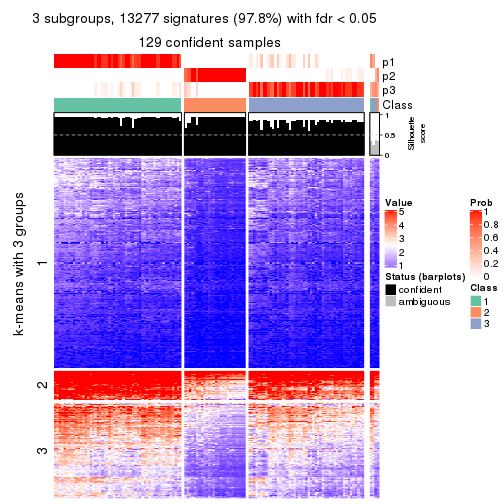 3 subgroups, 13277 signatures (97.8%) with fdr < 0.05
129 confident samples
p1
p2
p3
Class
1
0.5
0
Silhouette
score
k-means with 3 groups
1
2
3
Value
5
4
3
2
1
Status (barplots)
confident
ambiguous
Prob
1
0.8
0.6
0.4
0.2
0
Class
1
2
3